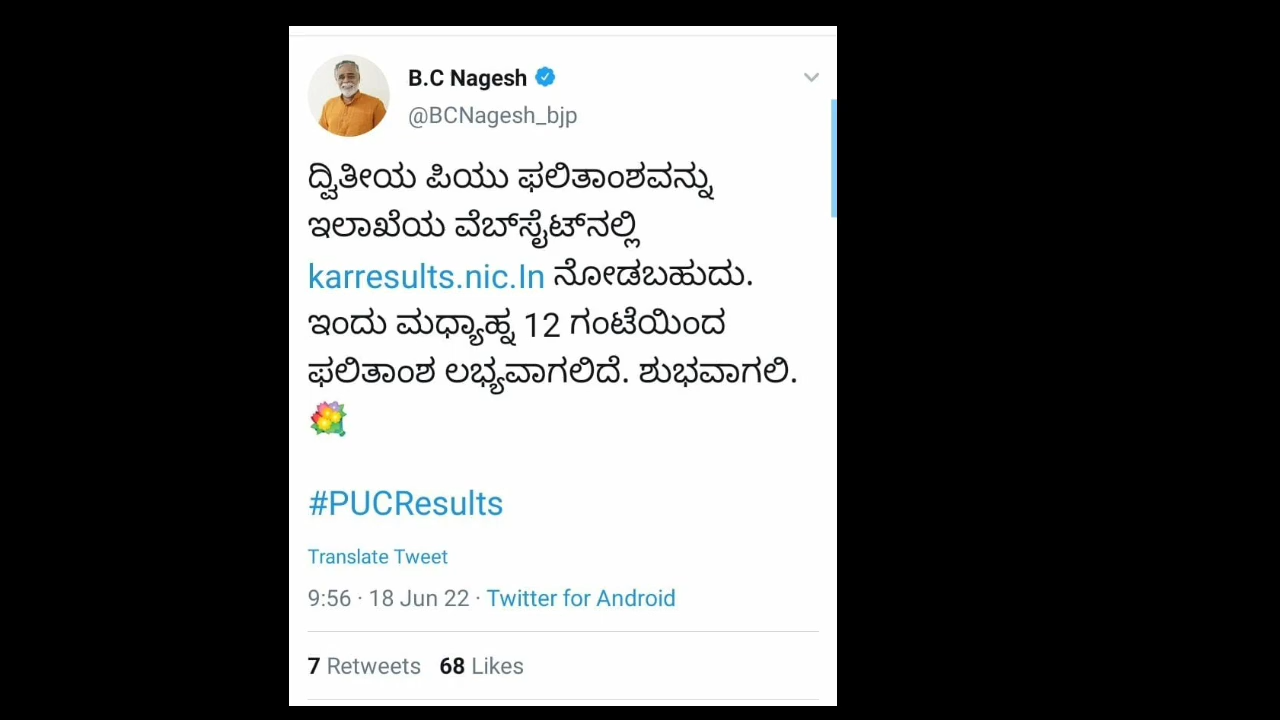 B.C Nagesh
@BCNagesh_bjp
ದ್ವಿತೀಯ ಪಿಯು ಫಲಿತಾಂಶವನ್ನು
ಇಲಾಖೆಯ ವೆಬ್‌ಸೈಟ್‌ನಲ್ಲಿ
karresults.nic.In ನೋಡಬಹುದು.
ಇಂದು ಮಧ್ಯಾಹ್ನ 12 ಗಂಟೆಯಿಂದ
ಫಲಿತಾಂಶ ಲಭ್ಯವಾಗಲಿದೆ. ಶುಭವಾಗಲಿ.
💐
#PUCResults
Translate Tweet
9:56 · 18 Jun 22 · Twitter for Android
7 Retweets 68 Likes